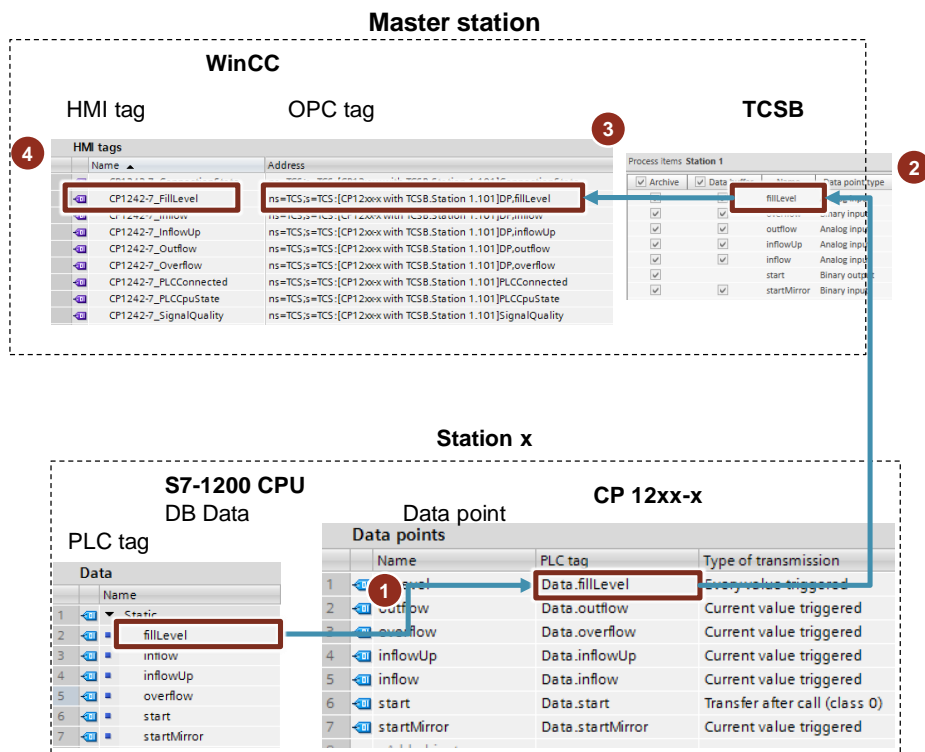 Master station
WinCC
HMI tag OPC tag TCSB
3
4
2
HMI tags
Name Address
CP1242-7_FillLevel ns=TCS;s=TCS:[CP12xx-x with TCSB.Station 1.101]DP,fillLevel
CP1242-7_Inflow ns=TCS;s=TCS:[CP12xx-x with TCSB.Station 1.101]DP,inflow
CP1242-7_InflowUp ns=TCS;s=TCS:[CP12xx-x with TCSB.Station 1.101]DP,inflowUp
CP1242-7_Outflow ns=TCS;s=TCS:[CP12xx-x with TCSB.Station 1.101]DP,outflow
CP1242-7_Overflow ns=TCS;s=TCS:[CP12xx-x with TCSB.Station 1.101]DP,overflow
CP1242-7_PLCConnected ns=TCS;s=TCS:[CP12xx-x with TCSB.Station 1.101]PLCConnected
CP1242-7_PLCCpuState ns=TCS;s=TCS:[CP12xx-x with TCSB.Station 1.101]PLCCpuState
CP1242-7_SignalQuality ns=TCS;s=TCS:[CP12xx-x with TCSB.Station 1.101]SignalQuality
Process items Station 1
Archive Data buffer Name Data point type
fillLevel Analog input
overflow Binary input
outflow Analog input
inflowUp Analog input
inflow Analog input
start Binary output
startMirror Binary input
Station x
S7-1200 CPU
DB Data
PLC tag
Data
Name
1 Static
2 fillLevel
3 inflow
4 inflowUp
5 overflow
6 start
7 startMirror
CP 12xx-x
Data point
Data points
Name PLC tag Type of transmission
1 Data.fillLevel Every value triggered
1
2 outflow Data.outflow Current value triggered
3 overflow Data.overflow Current value triggered
4 inflowUp Data.inflowUp Current value triggered
5 inflow Data.inflow Current value triggered
6 start Data.start Transfer after call (class 0)
7 startMirror Data.startMirror Current value triggered